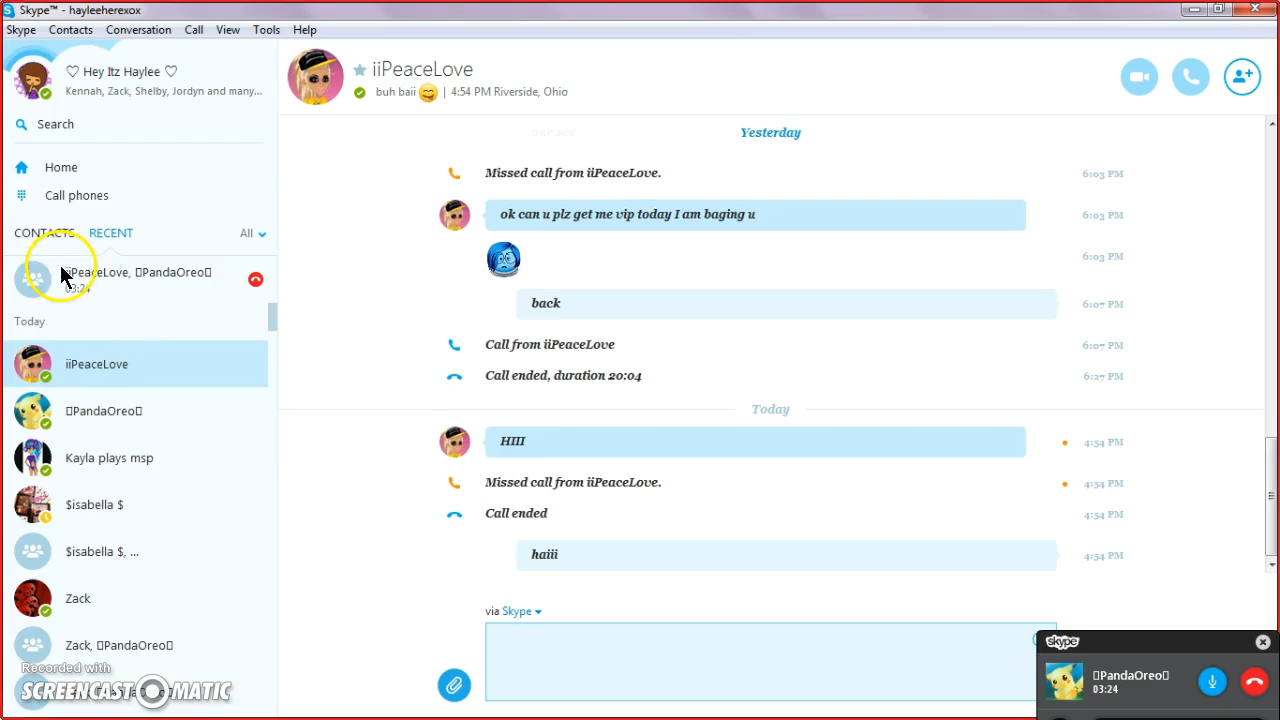 Skype™ - hayleeherexox
Skype Contacts Conversation Call View Tools Help
♡ Hey Itz Haylee ♡
Kennah, Zack, Shelby, Jordyn and many...
Search
Home
Call phones
CONTACTS RECENT All
iiPeaceLove, PandaOreo
03:24
Today
iiPeaceLove
PandaOreo
Kayla plays msp
$isabella $
$isabella $, ...
Zack
Zack, PandaOreo
Recorded with
SCREENCAST-O-MATIC
iiPeaceLove
buh baii | 4:54 PM Riverside, Ohio
one sec
Yesterday
Missed call from iiPeaceLove. 6:03 PM
ok can u plz get me vip today I am baging u 6:03 PM
6:03 PM
back 6:07 PM
Call from iiPeaceLove 6:07 PM
Call ended, duration 20:04 6:27 PM
Today
HIII 4:54 PM
Missed call from iiPeaceLove. 4:54 PM
Call ended 4:54 PM
haiii 4:54 PM
via Skype
skype
PandaOreo
03:24